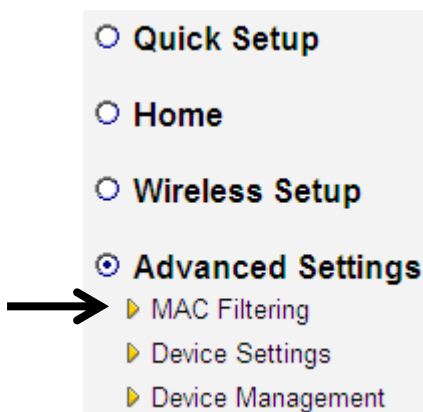 Quick Setup
Home
Wireless Setup
Advanced Settings
MAC Filtering
Device Settings
Device Management